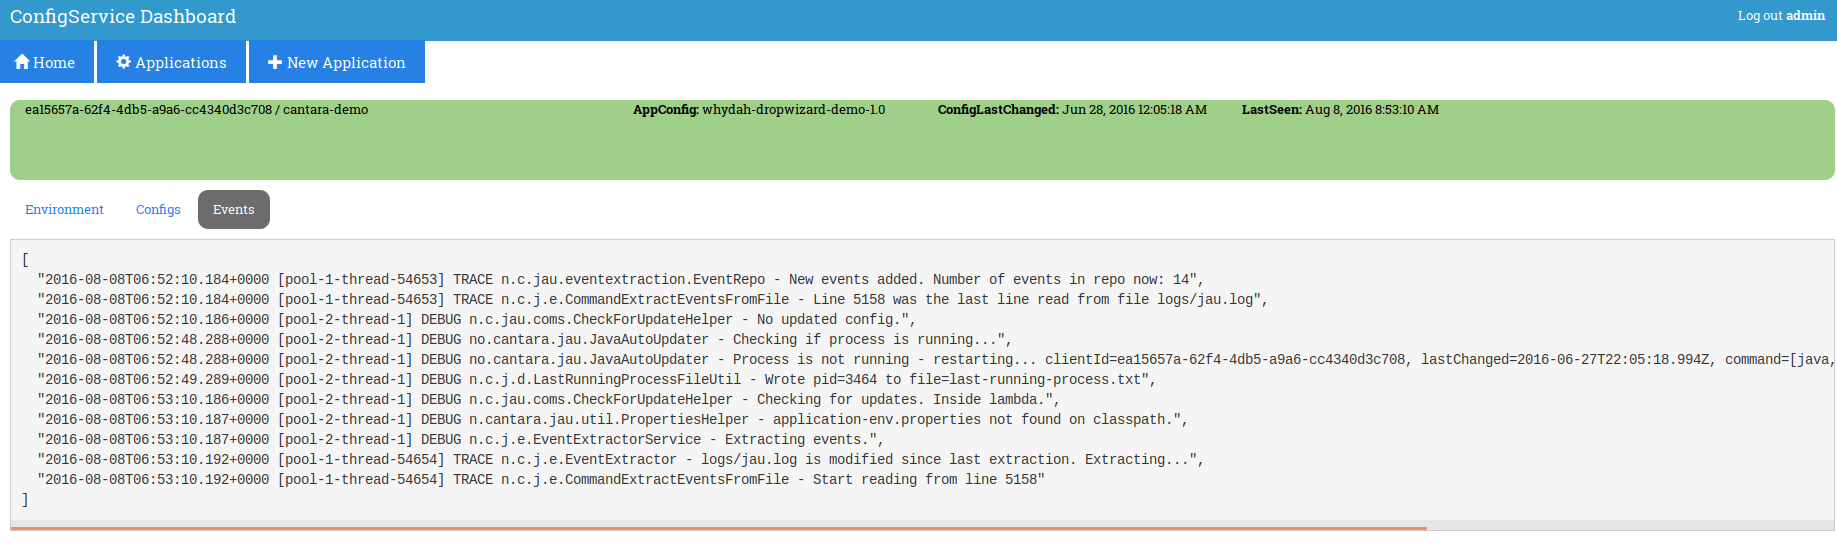 ConfigService Dashboard
Log out admin
Home
Applications
New Application
ea15657a-62f4-4db5-a9a6-cc4340d3c708 / cantara-demo
AppConfig: whydah-dropwizard-demo-1.0
ConfigLastChanged: Jun 28, 2016 12:05:18 AM
LastSeen: Aug 8, 2016 8:53:10 AM
Environment
Configs
Events
[
"2016-08-08T06:52:10.184+0000 [pool-1-thread-54653] TRACE n.c.jau.eventextraction.EventRepo - New events added. Number of events in repo now: 14",
"2016-08-08T06:52:10.184+0000 [pool-1-thread-54653] TRACE n.c.j.e.CommandExtractEventsFromFile - Line 5158 was the last line read from file logs/jau.log",
"2016-08-08T06:52:10.186+0000 [pool-2-thread-1] DEBUG n.c.jau.coms.CheckForUpdateHelper - No updated config.",
"2016-08-08T06:52:48.288+0000 [pool-2-thread-1] DEBUG no.cantara.jau.JavaAutoUpdater - Checking if process is running...",
"2016-08-08T06:52:48.288+0000 [pool-2-thread-1] DEBUG no.cantara.jau.JavaAutoUpdater - Process is not running - restarting... clientId=ea15657a-62f4-4db5-a9a6-cc4340d3c708, lastChanged=2016-06-27T22:05:18.994Z, command=[java,
"2016-08-08T06:52:49.289+0000 [pool-2-thread-1] DEBUG n.c.j.d.LastRunningProcessFileUtil - Wrote pid=3464 to file=last-running-process.txt",
"2016-08-08T06:53:10.186+0000 [pool-2-thread-1] DEBUG n.c.jau.coms.CheckForUpdateHelper - Checking for updates. Inside lambda.",
"2016-08-08T06:53:10.187+0000 [pool-2-thread-1] DEBUG n.cantara.jau.util.PropertiesHelper - application-env.properties not found on classpath.",
"2016-08-08T06:53:10.187+0000 [pool-2-thread-1] DEBUG n.c.j.e.EventExtractorService - Extracting events.",
"2016-08-08T06:53:10.192+0000 [pool-1-thread-54654] TRACE n.c.j.e.EventExtractor - logs/jau.log is modified since last extraction. Extracting...",
"2016-08-08T06:53:10.192+0000 [pool-1-thread-54654] TRACE n.c.j.e.CommandExtractEventsFromFile - Start reading from line 5158"
]